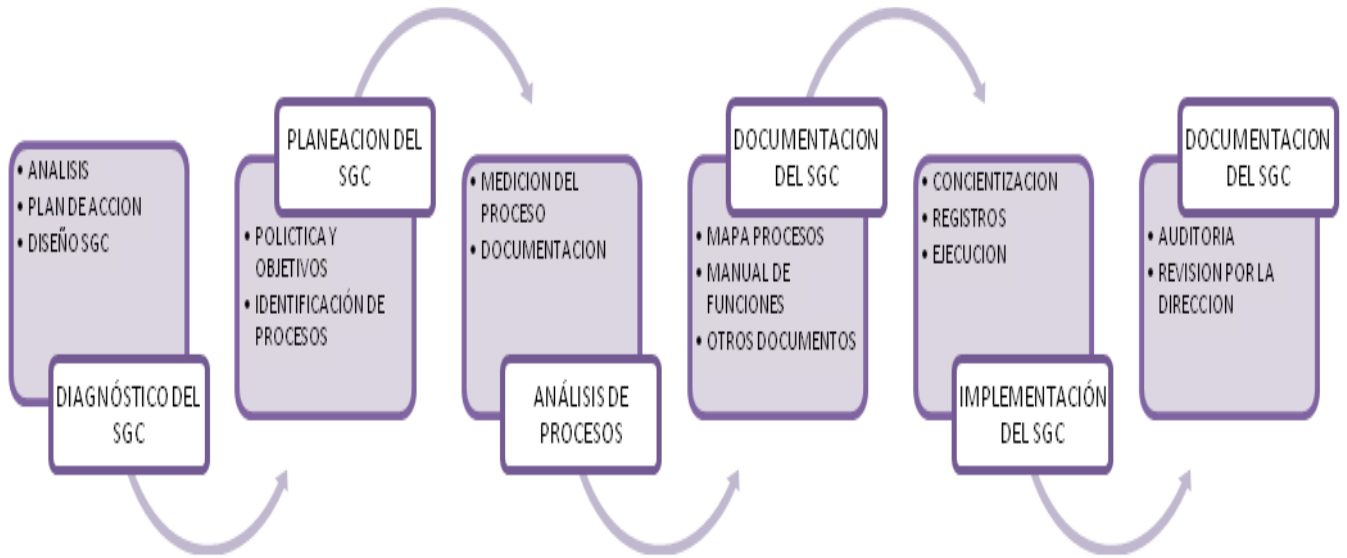 • ANALISIS
• PLAN DE ACCION
• DISEÑO SGC
DIAGNÓSTICO DEL
SGC
PLANEACION DEL
SGC
• POLICTICA Y
OBJETIVOS
• IDENTIFICACIÓN DE
PROCESOS
• MEDICION DEL
PROCESO
• DOCUMENTACION
ANÁLISIS DE
PROCESOS
DOCUMENTACION
DEL SGC
• MAPA PROCESOS
• MANUAL DE
FUNCIONES
• OTROS DOCUMENTOS
• CONCIENTIZACION
• REGISTROS
• EJECUCION
IMPLEMENTACIÓN
DEL SGC
DOCUMENTACION
DEL SGC
• AUDITORIA
• REVISION POR LA
DIRECCION